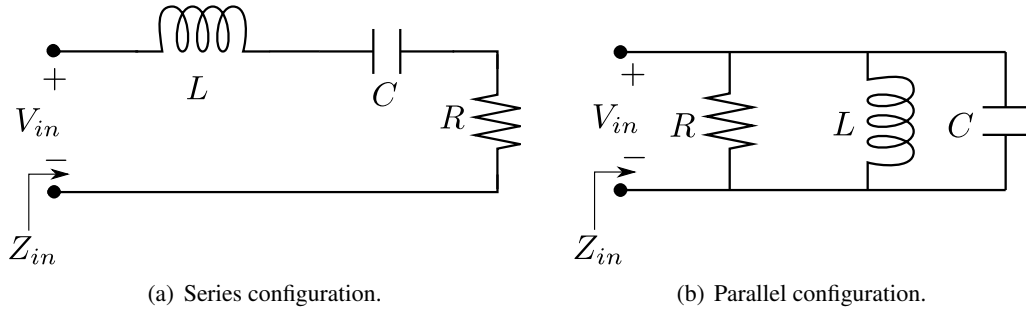 +
L
C
V_in
R
−
Z_in
(a) Series configuration.
+
V_in
R
L
C
−
Z_in
(b) Parallel configuration.